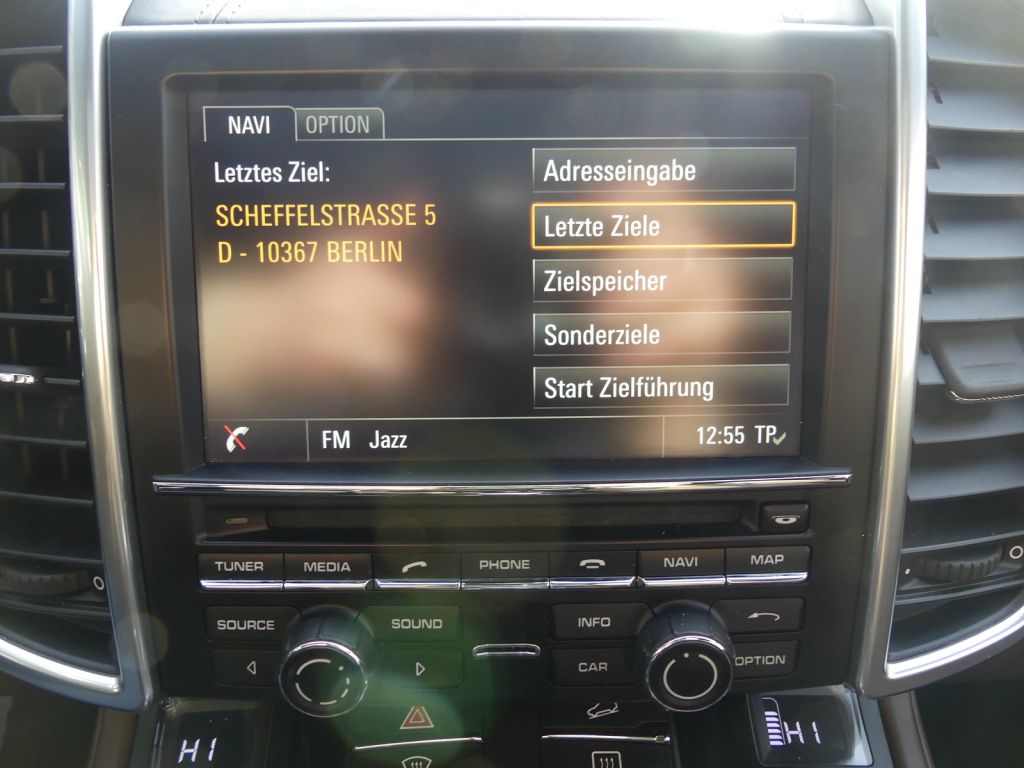 NAVI OPTION
Letztes Ziel:
SCHEFFELSTRASSE 5
D - 10367 BERLIN
Adresseingabe
Letzte Ziele
Zielspeicher
Sonderziele
Start Zielführung
FM Jazz 12:55 TP
TUNER MEDIA PHONE NAVI MAP
SOURCE SOUND INFO
CAR OPTION
HI HI